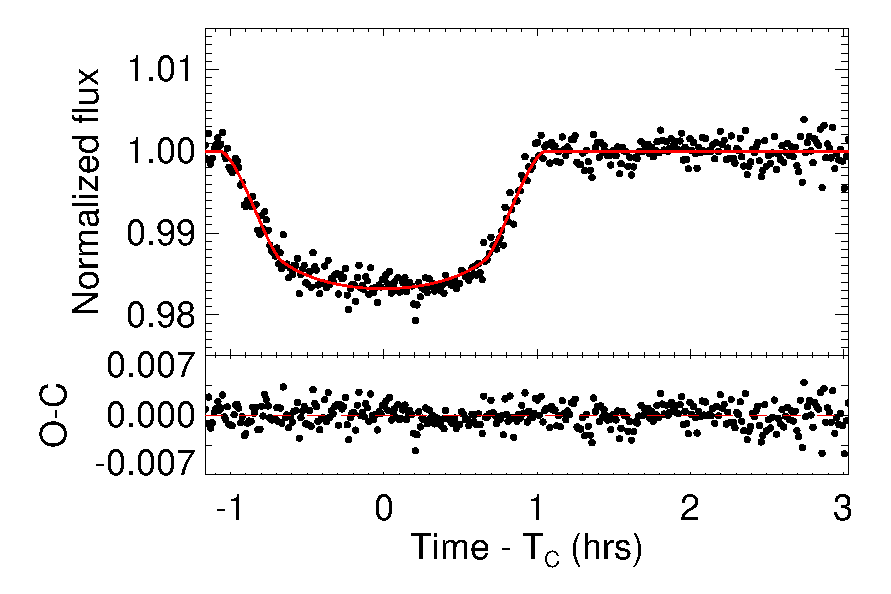 Normalized flux
1.01
1.00
0.99
0.98
O-C
0.007
0.000
-0.007
-1 0 1 2 3
Time - T_C (hrs)